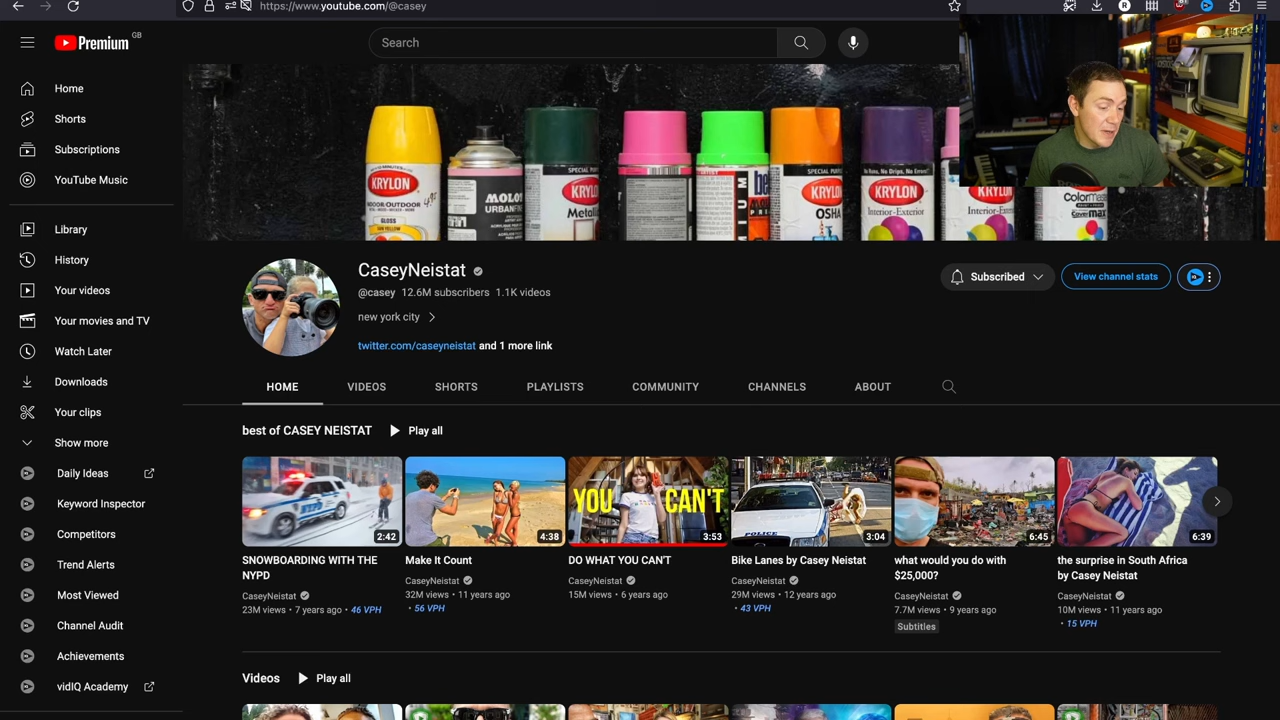 https://www.youtube.com/@casey
Premium GB
Search
Home
Shorts
Subscriptions
YouTube Music
Library
History
Your videos
Your movies and TV
Watch Later
Downloads
Your clips
Show more
Daily Ideas
Keyword Inspector
Competitors
Trend Alerts
Most Viewed
Channel Audit
Achievements
vidIQ Academy
KRYLON
KRYLON
KRYLON
KRYLON
KRYLON
OSHA
Interior-Exterior
CaseyNeistat
@casey 12.6M subscribers 1.1K videos
new york city
twitter.com/caseyneistat and 1 more link
Subscribed
View channel stats
HOME VIDEOS SHORTS PLAYLISTS COMMUNITY CHANNELS ABOUT
best of CASEY NEISTAT Play all
2:42
SNOWBOARDING WITH THE
NYPD
CaseyNeistat
23M views • 7 years ago • 46 VPH
4:38
Make It Count
CaseyNeistat
32M views • 11 years ago
• 56 VPH
YOU CAN'T
3:53
DO WHAT YOU CAN'T
CaseyNeistat
15M views • 6 years ago
POLICE
3:04
Bike Lanes by Casey Neistat
CaseyNeistat
29M views • 12 years ago
• 43 VPH
6:45
what would you do with
$25,000?
CaseyNeistat
7.7M views • 9 years ago
Subtitles
6:39
the surprise in South Africa
by Casey Neistat
CaseyNeistat
10M views • 11 years ago
• 15 VPH
Videos Play all